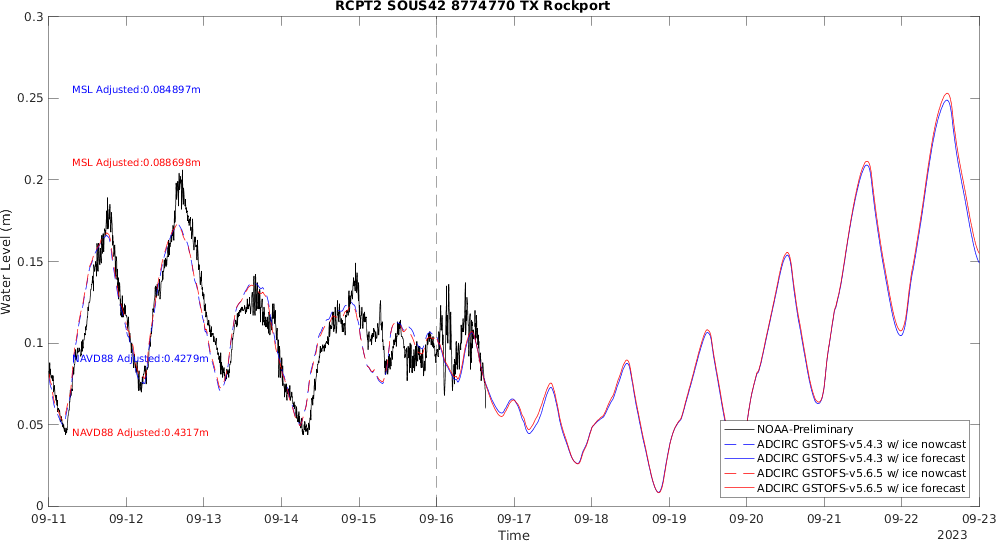 RCPT2 SOUS42 8774770 TX Rockport
0.3
0.25
0.2
0.15
0.1
0.05
0
Water Level (m)
MSL Adjusted:0.084897m
MSL Adjusted:0.088698m
NAVD88 Adjusted:0.4279m
NAVD88 Adjusted:0.4317m
NOAA-Preliminary
ADCIRC GSTOFS-v5.4.3 w/ ice nowcast
ADCIRC GSTOFS-v5.4.3 w/ ice forecast
ADCIRC GSTOFS-v5.6.5 w/ ice nowcast
ADCIRC GSTOFS-v5.6.5 w/ ice forecast
09-11 09-12 09-13 09-14 09-15 09-16 09-17 09-18 09-19 09-20 09-21 09-22 09-23
Time
2023